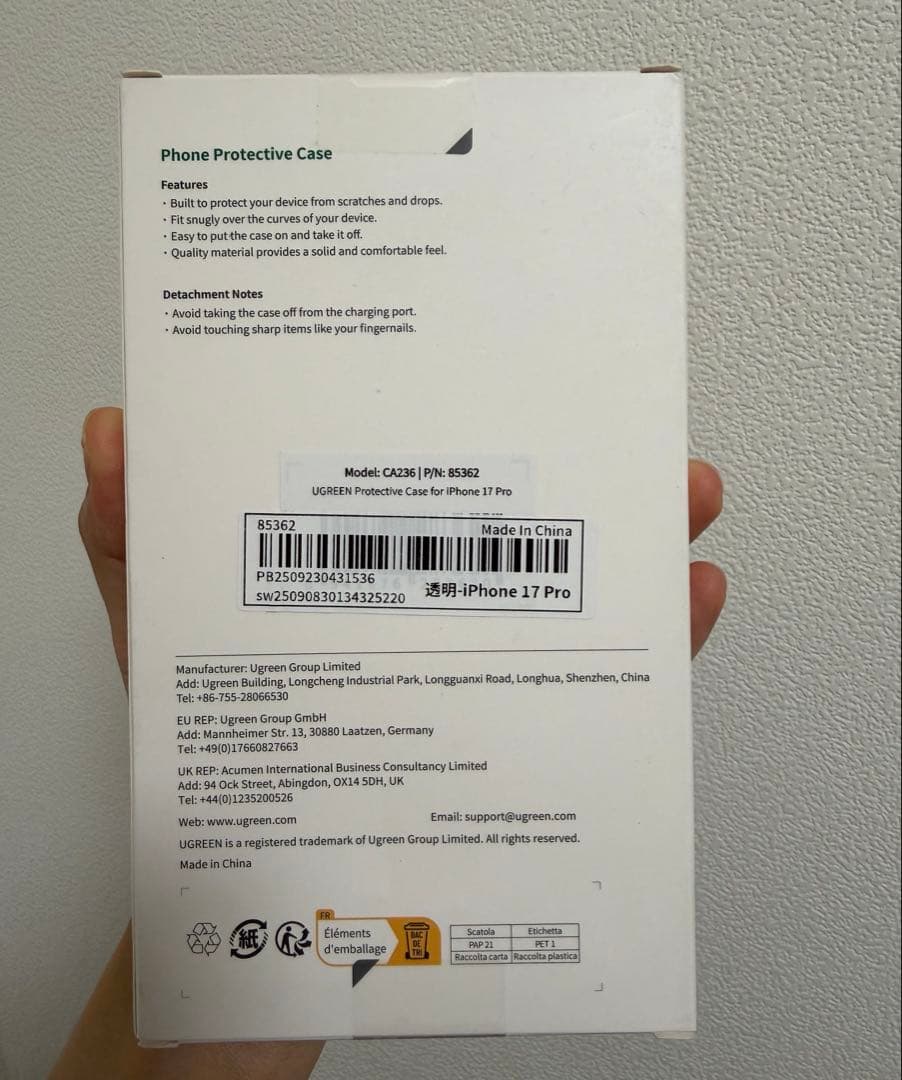 Phone Protective Case
Features
· Built to protect your device from scratches and drops.
· Fit snugly over the curves of your device.
· Easy to put the case on and take it off.
· Quality material provides a solid and comfortable feel.
Detachment Notes
· Avoid taking the case off from the charging port.
· Avoid touching sharp items like your fingernails.
Model: CA236 | P/N: 85362
UGREEN Protective Case for iPhone 17 Pro
85362 Made In China
PB2509230431536
sw25090830134325220 透明-iPhone 17 Pro
Manufacturer: Ugreen Group Limited
Add: Ugreen Building, Longcheng Industrial Park, Longguanxi Road, Longhua, Shenzhen, China
Tel: +86-755-28066530
EU REP: Ugreen Group GmbH
Add: Mannheimer Str. 13, 30880 Laatzen, Germany
Tel: +49(0)17660827663
UK REP: Acumen International Business Consultancy Limited
Add: 94 Ock Street, Abingdon, OX14 5DH, UK
Tel: +44(0)1235200526
Web: www.ugreen.com Email: support@ugreen.com
UGREEN is a registered trademark of Ugreen Group Limited. All rights reserved.
Made in China
紙
FR
Éléments
d'emballage
BAC
DE
TRI
Scatola Etichetta
PAP 21 PET 1
Raccolta carta Raccolta plastica